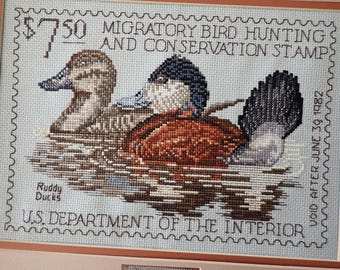 $7.50
MIGRATORY BIRD HUNTING
AND CONSERVATION STAMP
VOID AFTER JUNE 30, 1982
Ruddy
Ducks
U.S. DEPARTMENT OF THE INTERIOR